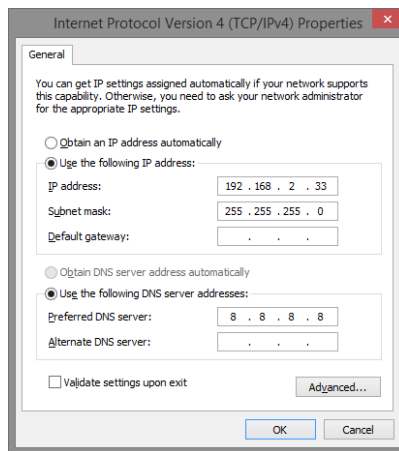 Internet Protocol Version 4 (TCP/IPv4) Properties
General
You can get IP settings assigned automatically if your network supports
this capability. Otherwise, you need to ask your network administrator
for the appropriate IP settings.
Obtain an IP address automatically
Use the following IP address:
IP address: 192 . 168 . 2 . 33
Subnet mask: 255 . 255 . 255 . 0
Default gateway: . . .
Obtain DNS server address automatically
Use the following DNS server addresses:
Preferred DNS server: 8 . 8 . 8 . 8
Alternate DNS server: . . .
Validate settings upon exit
Advanced...
OK Cancel